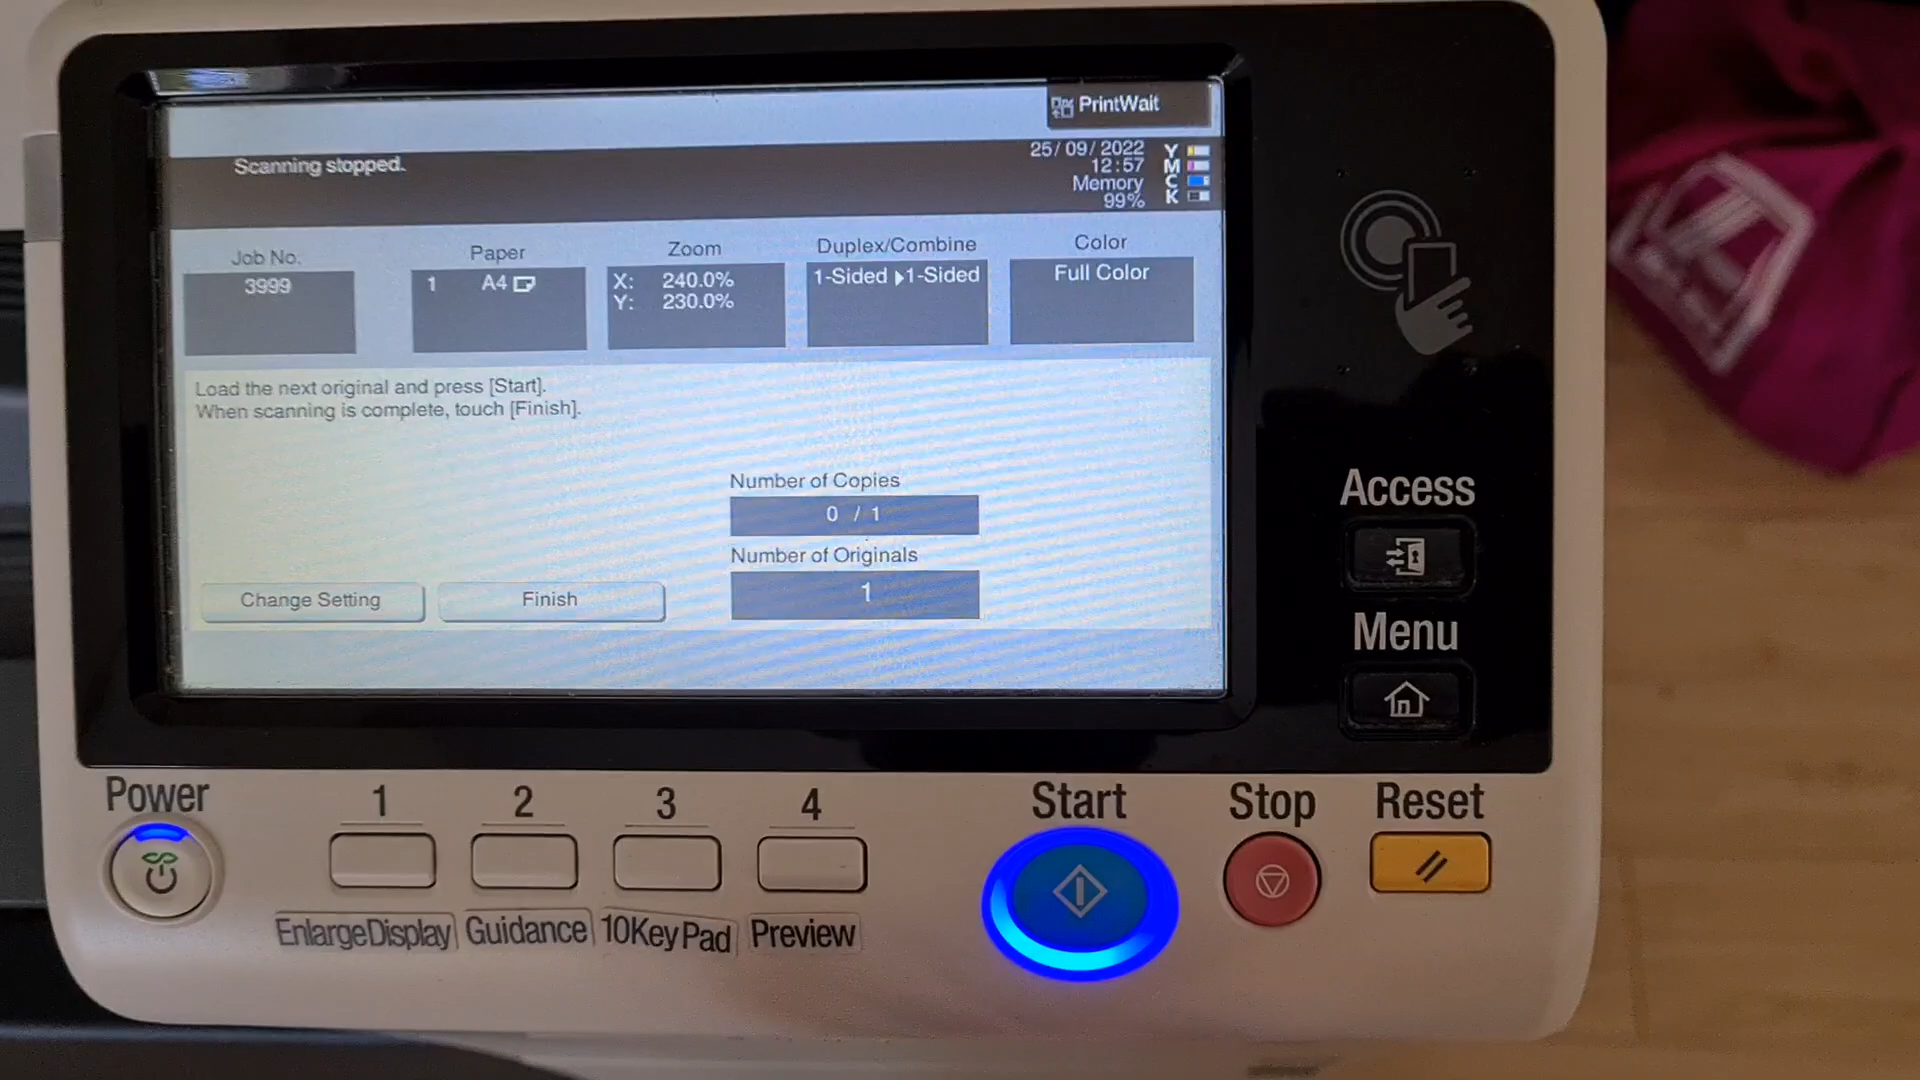 PrintWait
Scanning stopped.
25/09/2022
12:57
Memory
99%
Y
M
C
K
Job No.
3999
Paper
1 A4
Zoom
X: 240.0%
Y: 230.0%
Duplex/Combine
1-Sided ▶1-Sided
Color
Full Color
Load the next original and press [Start].
When scanning is complete, touch [Finish].
Number of Copies
0 / 1
Number of Originals
1
Change Setting
Finish
Access
Menu
Power
1
2
3
4
Start
Stop
Reset
EnlargeDisplay
Guidance
10KeyPad
Preview